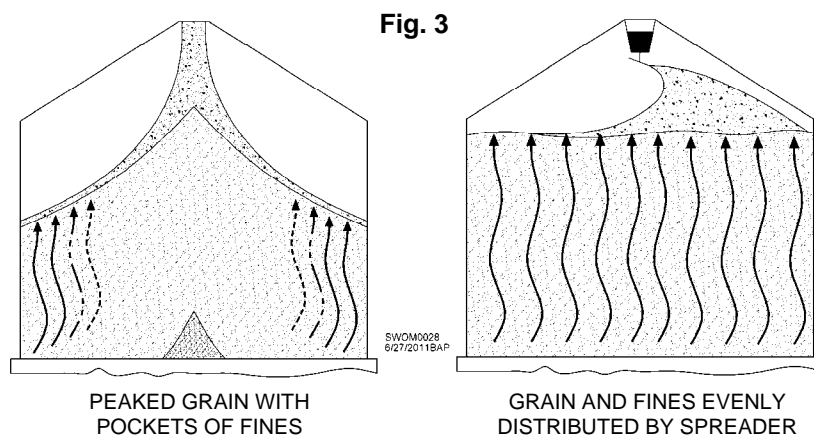 Fig. 3
SWOM0028
6/27/2011BAP
PEAKED GRAIN WITH
POCKETS OF FINES
GRAIN AND FINES EVENLY
DISTRIBUTED BY SPREADER